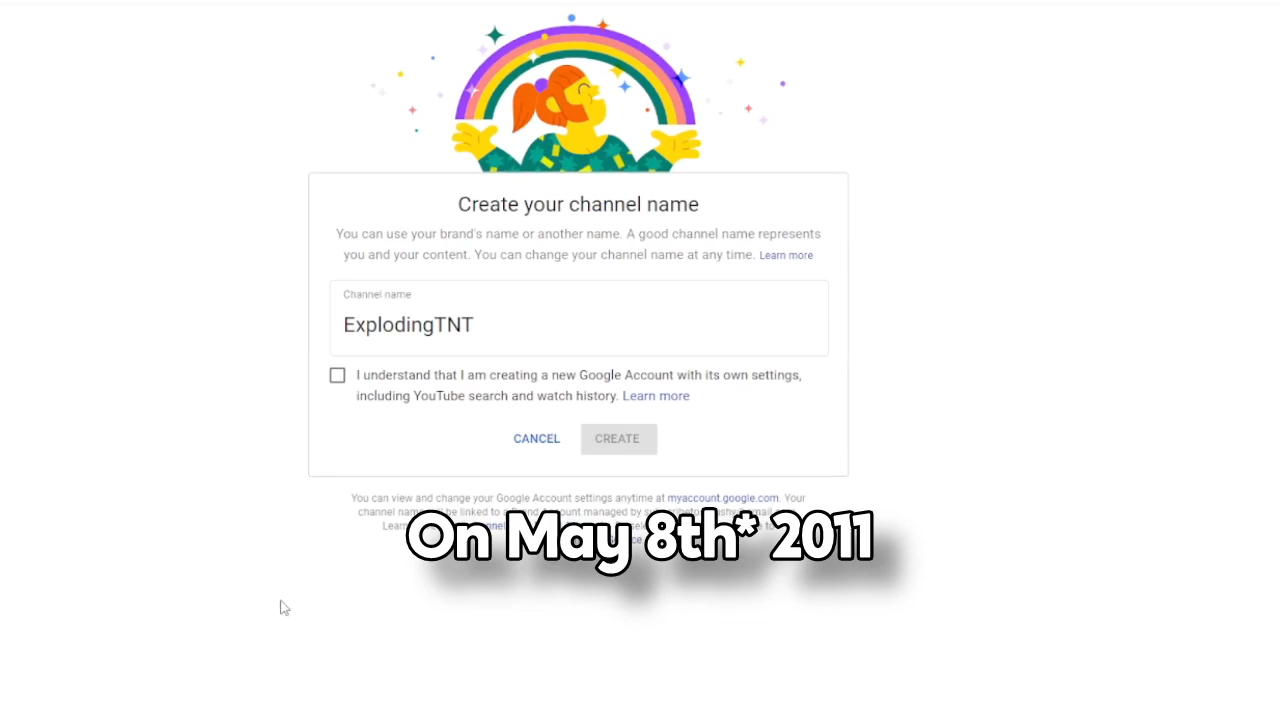 Create your channel name
You can use your brand's name or another name. A good channel name represents
you and your content. You can change your channel name at any time. Learn more
Channel name
ExplodingTNT
I understand that I am creating a new Google Account with its own settings,
including YouTube search and watch history. Learn more
CANCEL
CREATE
You can view and change your Google Account settings anytime at myaccount.google.com. Your
channel
On May 8th* 2011